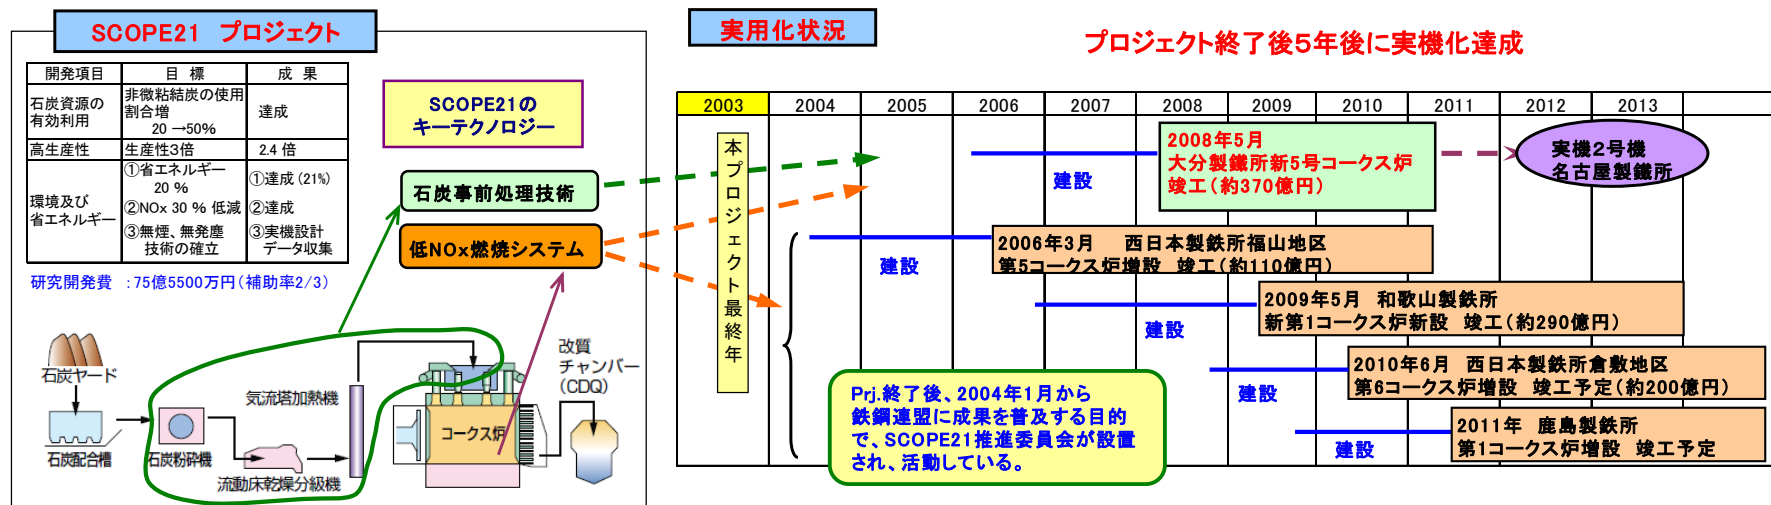 SCOPE21 プロジェクト
開発項目 目 標 成 果
石炭資源の
有効利用
非微粘結炭の使用
割合増
20 →50%
達成
高生産性 生産性3倍 2.4 倍
環境及び
省エネルギー
①省エネルギー
20 %
②NOx 30 % 低減
③無煙、無発塵
技術の確立
①達成 (21%)
②達成
③実機設計
データ収集
研究開発費 :75億5500万円(補助率2/3)
SCOPE21の
キーテクノロジー
石炭事前処理技術
低NOx燃焼システム
石炭ヤード
石炭配合槽
石炭粉砕機
流動床乾燥分級機
気流塔加熱機
コークス炉
改質
チャンバー
(CDQ)
実用化状況
プロジェクト終了後5年後に実機化達成
2003 2004 2005 2006 2007 2008 2009 2010 2011 2012 2013
本プロジェクト最終年
建設
2008年5月
大分製鐵所新5号コークス炉
竣工(約370億円)
実機2号機
名古屋製鐵所
建設
2006年3月 西日本製鉄所福山地区
第5コークス炉増設 竣工(約110億円)
建設
2009年5月 和歌山製鉄所
新第1コークス炉新設 竣工(約290億円)
建設
2010年6月 西日本製鉄所倉敷地区
第6コークス炉増設 竣工予定(約200億円)
建設
2011年 鹿島製鉄所
第1コークス炉増設 竣工予定
Prj.終了後、2004年1月から
鉄鋼連盟に成果を普及する目的
で、SCOPE21推進委員会が設置
され、活動している。